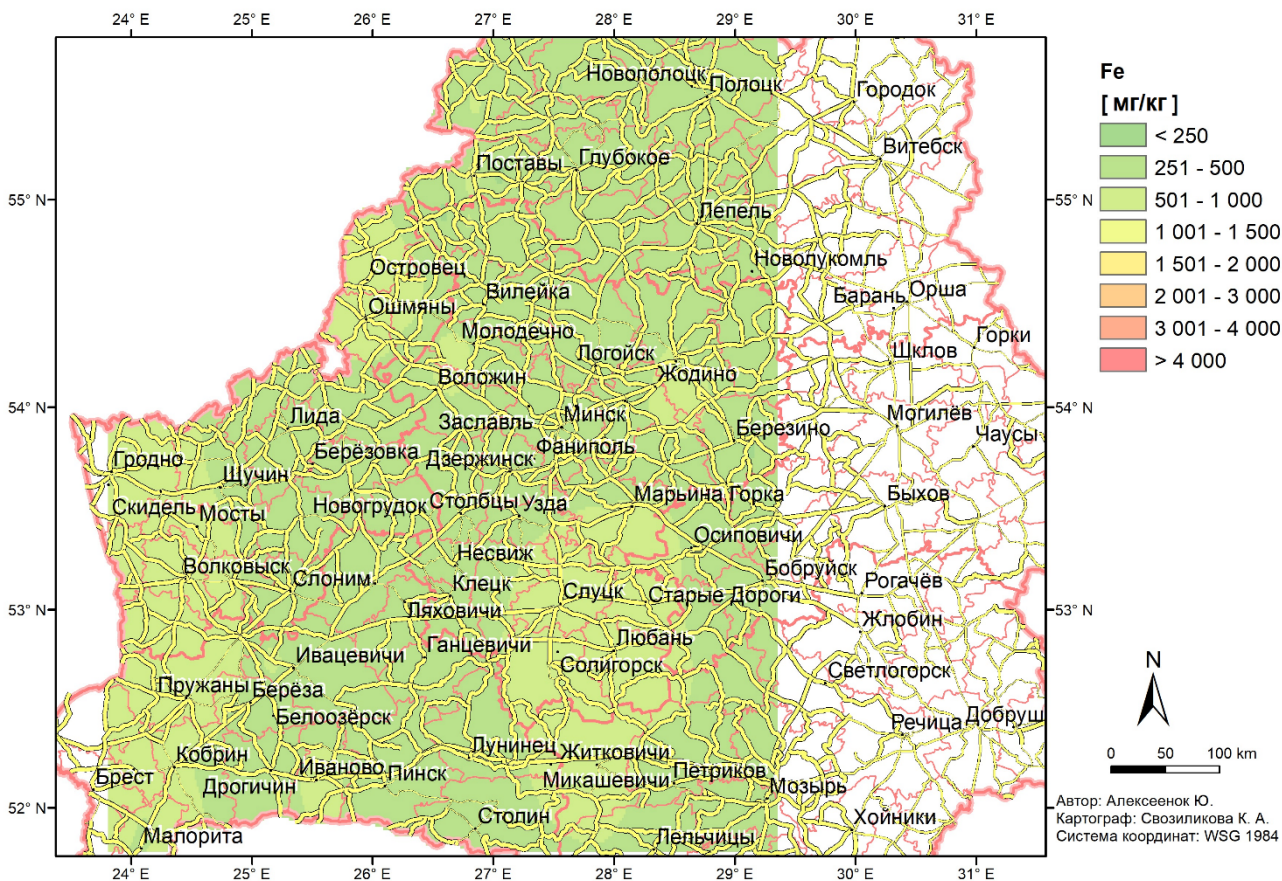 24° E 25° E 26° E 27° E 28° E 29° E 30° E 31° E
Новополоцк
Полоцк
Городок
Витебск
Поставы
Глубокое
55° N
55° N
Лепель
Новолукомль
Островец
Вилейка
Барань
Орша
Ошмяны
Молодечно
Горки
Логойск
Шклов
Воложин
Жодино
54° N
54° N
Лида
Заславль
Минск
Могилёв
Березино
Чаусы
Гродно
Берёзовка
Дзержинск
Фаниполь
Щучин
Скидель
Мосты
Новогрудок
Столбцы
Узда
Марьина Горка
Быхов
Осиповичи
Волковыск
Слоним
Несвиж
Бобруйск
Рогачёв
Клецк
Слуцк
Старые Дороги
53° N
53° N
Ляховичи
Жлобин
Ганцевичи
Любань
Ивацевичи
Солигорск
Светлогорск
Пружаны
Берёза
Белоозёрск
Речица
Добруш
Кобрин
Лунинец
Житковичи
Брест
Иваново
Пинск
Петриков
Дрогичин
Микашевичи
Мозырь
52° N
52° N
Столин
Хойники
Малорита
Лельчицы
24° E 25° E 26° E 27° E 28° E 29° E 30° E 31° E
Fe
[ мг/кг ]
< 250
251 - 500
501 - 1 000
1 001 - 1 500
1 501 - 2 000
2 001 - 3 000
3 001 - 4 000
> 4 000
N
0 50 100 km
Автор: Алексеенок Ю.
Картограф: Свозиликова К. А.
Система координат: WSG 1984